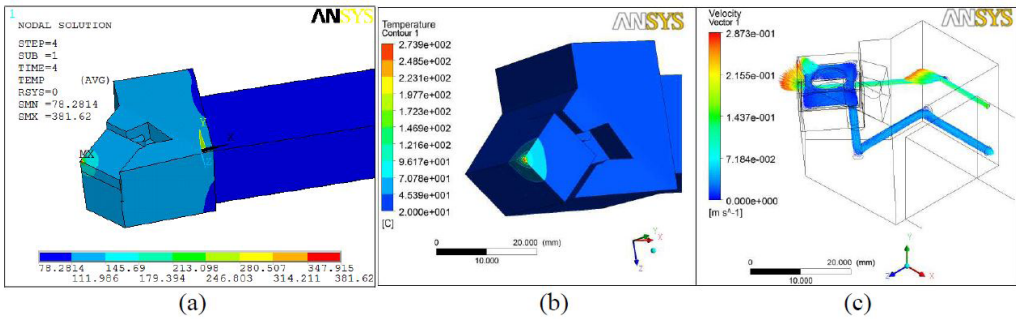 1
NODAL SOLUTION
STEP=4
SUB =1
TIME=4
TEMP (AVG)
RSYS=0
SMN =78.2814
SMX =381.62
ANSYS
MX
Y
X
78.2814 145.69 213.098 280.507 347.915
111.986 179.394 246.803 314.211 381.62
(a)
Temperature
Contour 1
2.739e+002
2.485e+002
2.231e+002
1.977e+002
1.723e+002
1.469e+002
1.216e+002
9.617e+001
7.078e+001
4.539e+001
2.000e+001
[C]
ANSYS
0 20.000 (mm)
10.000
Y
X
Z
(b)
Velocity
Vector 1
2.873e-001
2.155e-001
1.437e-001
7.184e-002
0.000e+000
[m s^-1]
ANSYS
0 20.000 (mm)
10.000
Y
Z
X
(c)